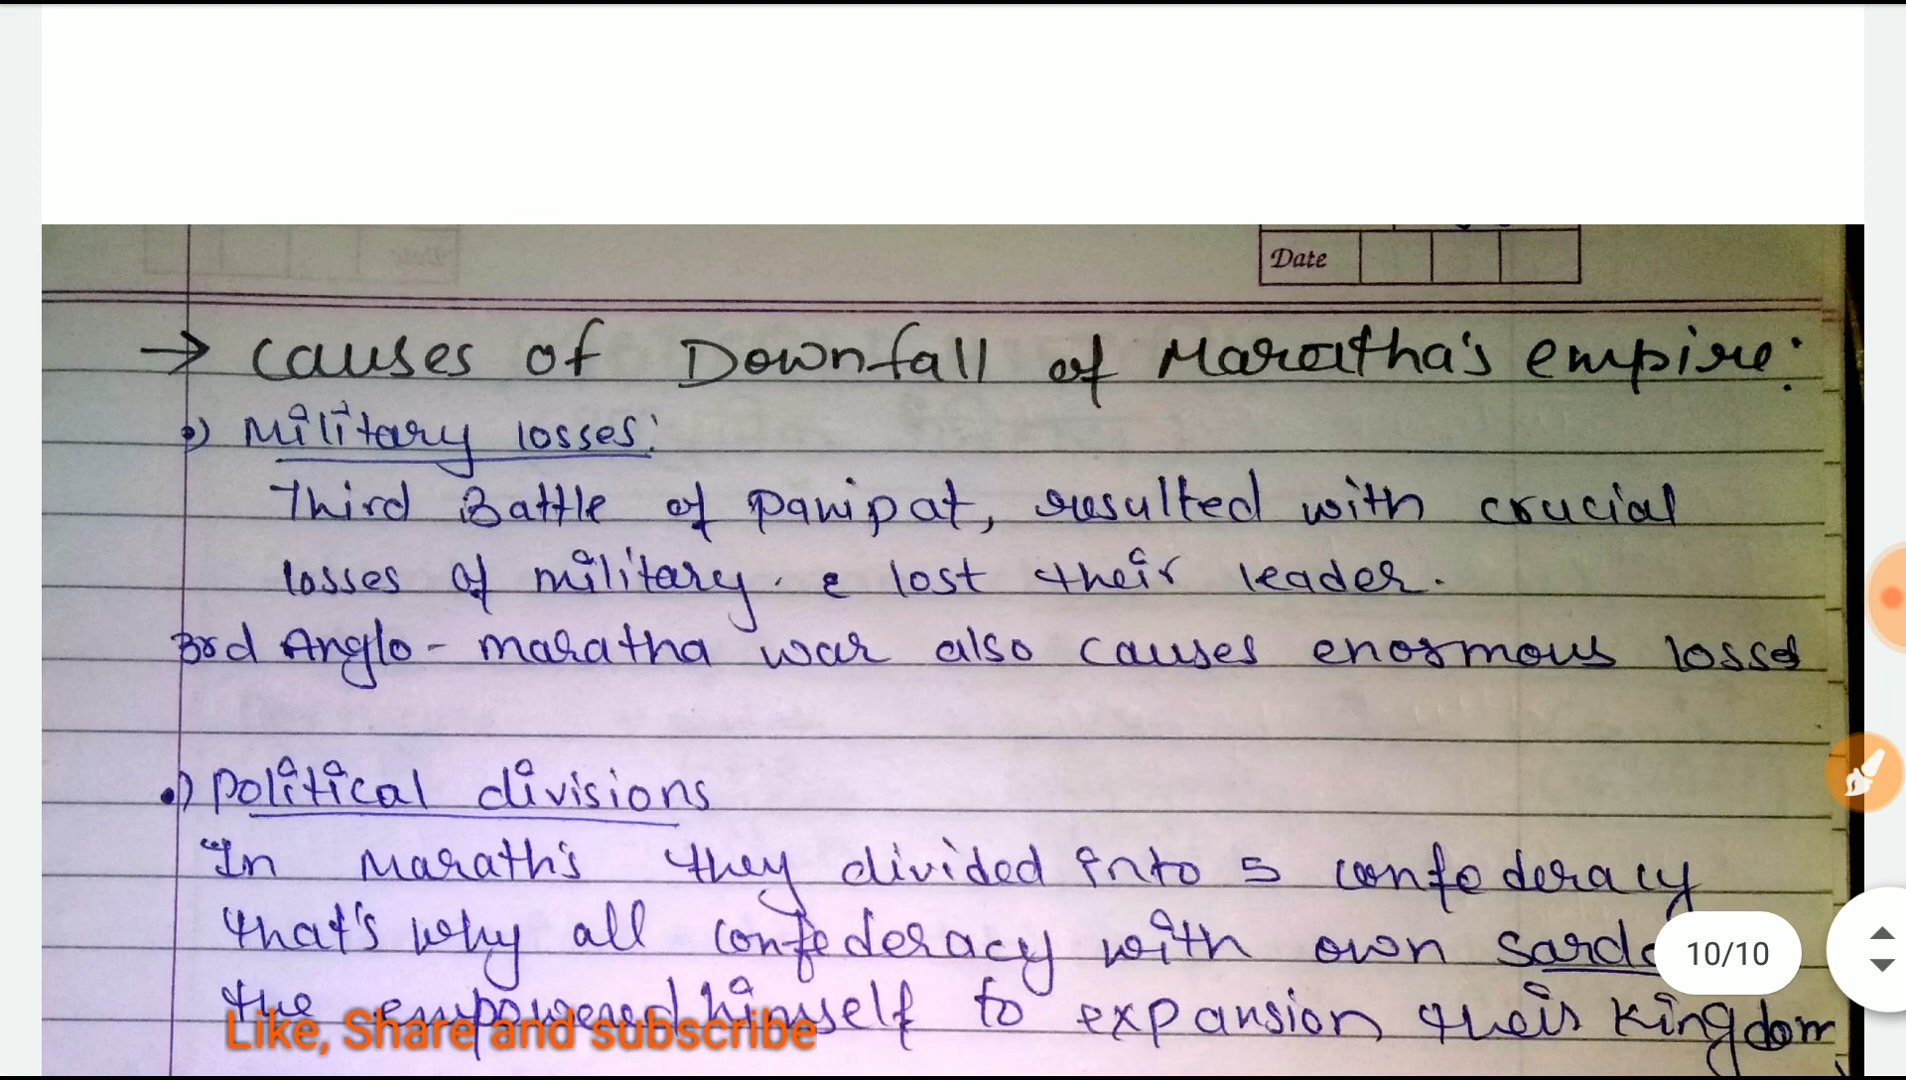 Date
→ Causes of Downfall of Maratha's empire:
•) Military losses:
Third Battle of Panipat, resulted with crucial
losses of military. & lost their leader.
3rd Anglo - maratha war also causes enormous losses
•) Political divisions
In Marath's they divided into 5 confederacy
that's why all confederacy with own
the empowered himself to expansion their kingdom
Like, Share and subscribe
10/10